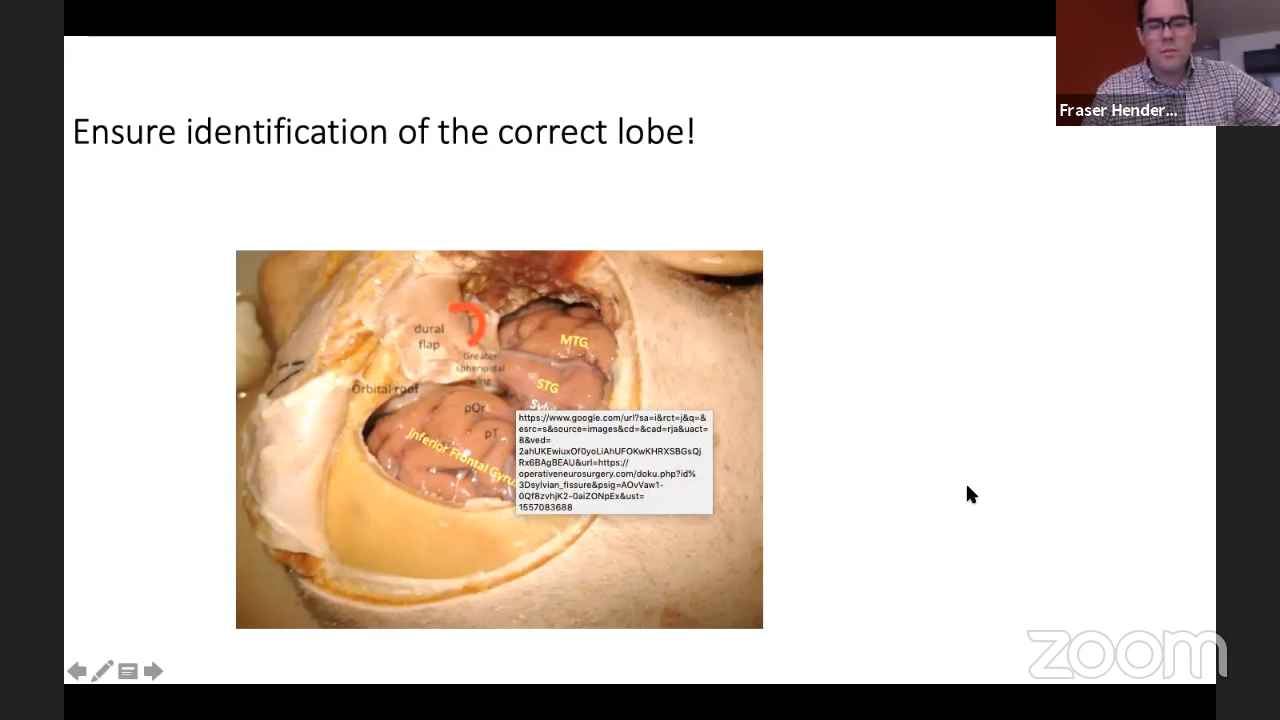 Fraser Hender...
Ensure identification of the correct lobe!
MTG
dural
flap
Greater
sphenoidal
wing
STG
Orbital roof
Sylv
pOr
pT
Inferior Frontal Gyrus
https://www.google.com/url?sa=i&rct=j&q=&
esrc=s&source=images&cd=&cad=rja&uact=
8&ved=
2ahUKEwiuxOf0yoLiAhUFOKwKHRXSBGsQj
Rx6BAgBEAU&url=https://
operativeneurosurgery.com/doku.php?id%
3Dsylvian_fissure&psig=AOvVaw1-
0Qf8zvhjK2-0aIZONpEx&ust=
1557083688
zoom